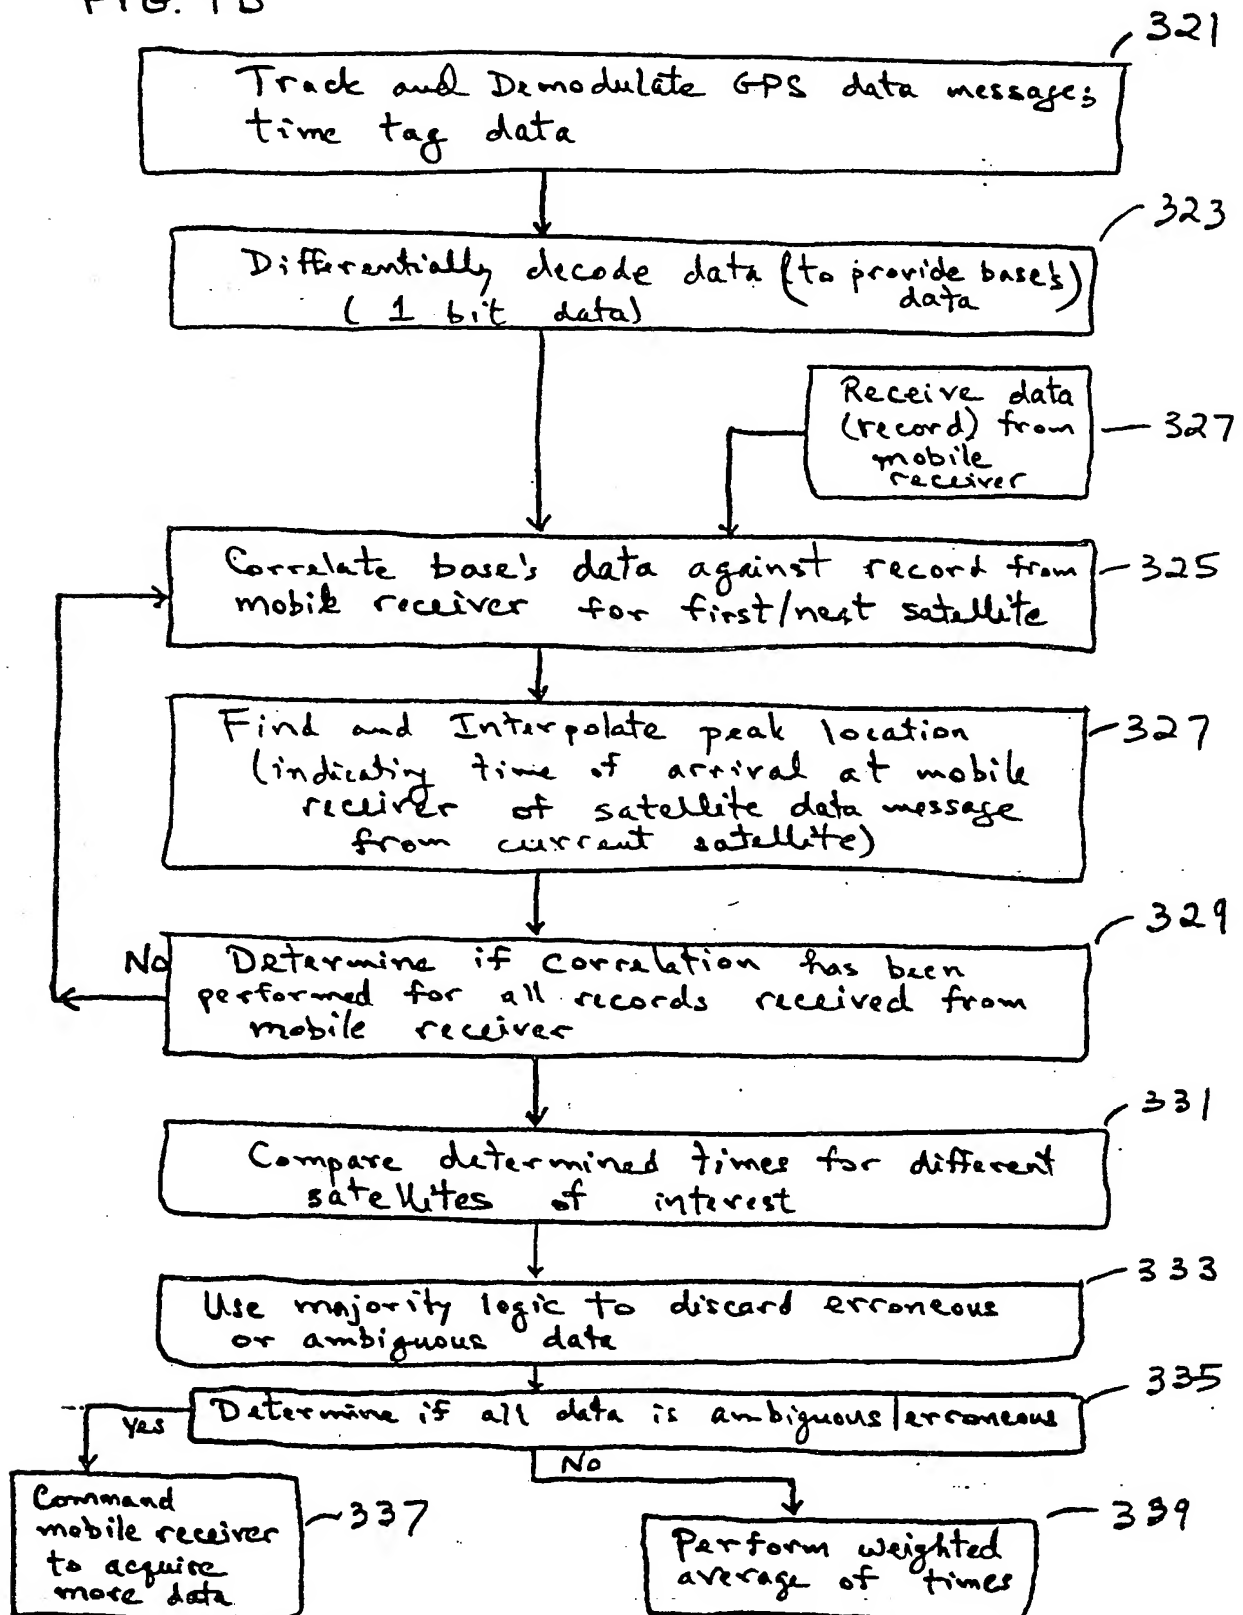 FIG. 7B
321
Track and Demodulate GPS data message;
time tag data
323
Differentially decode data (to provide base's
data)
(1 bit data)
Receive data
(record) from
mobile
receiver
327
Correlate base's data against record from
mobile receiver for first/next satellite
325
Find and Interpolate peak location
(indicating time of arrival at mobile
receiver of satellite data message
from current satellite)
327
329
No
Determine if correlation has been
performed for all records received from
mobile receiver
331
Compare determined times for different
satellites of interest
333
Use majority logic to discard erroneous
or ambiguous data
335
Yes
Determine if all data is ambiguous/erroneous
No
Command
mobile receiver
to acquire
more data
337
339
Perform weighted
average of times